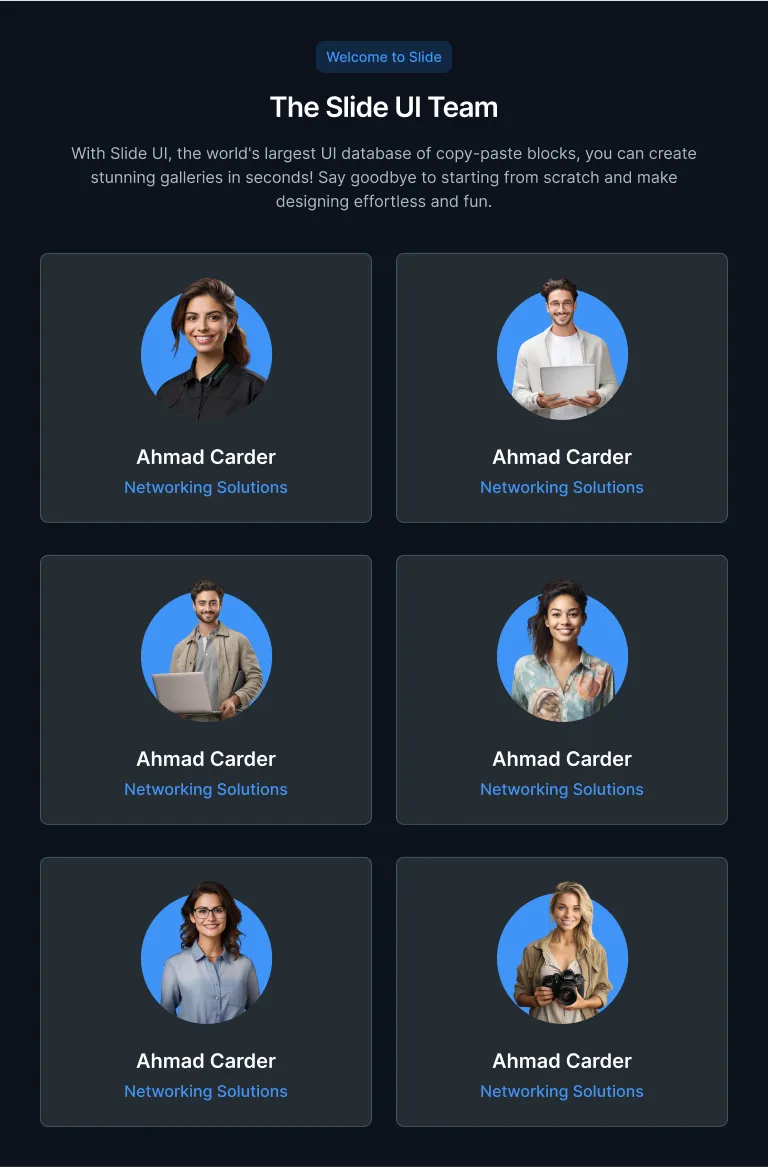 Welcome to Slide
The Slide UI Team
With Slide UI, the world's largest UI database of copy-paste blocks, you can create
stunning galleries in seconds! Say goodbye to starting from scratch and make
designing effortless and fun.
Ahmad Carder
Networking Solutions
Ahmad Carder
Networking Solutions
Ahmad Carder
Networking Solutions
Ahmad Carder
Networking Solutions
Ahmad Carder
Networking Solutions
Ahmad Carder
Networking Solutions